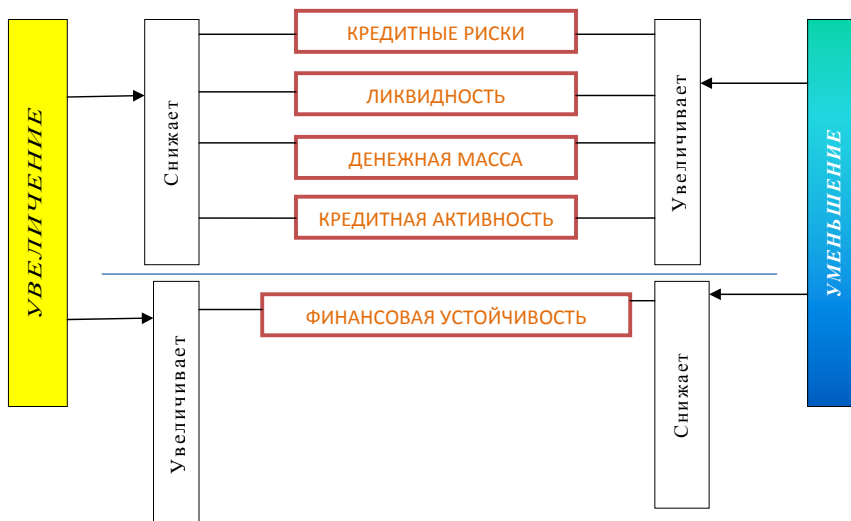 УВЕЛИЧЕНИЕ
Снижает
КРЕДИТНЫЕ РИСКИ
ЛИКВИДНОСТЬ
ДЕНЕЖНАЯ МАССА
КРЕДИТНАЯ АКТИВНОСТЬ
Увеличивает
УМЕНЬШЕНИЕ
Увеличивает
ФИНАНСОВАЯ УСТОЙЧИВОСТЬ
Снижает